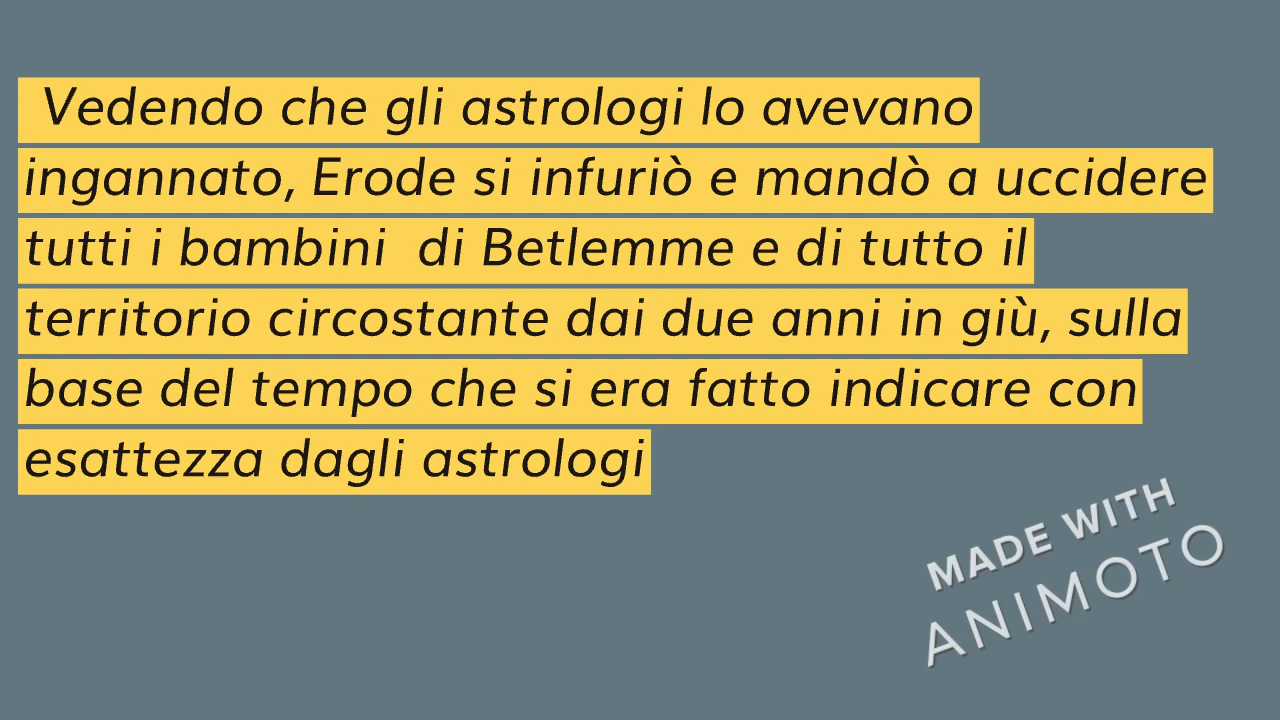 Vedendo che gli astrologi lo avevano
ingannato, Erode si infuriò e mandò a uccidere
tutti i bambini di Betlemme e di tutto il
territorio circostante dai due anni in giù, sulla
base del tempo che si era fatto indicare con
esattezza dagli astrologi
MADE WITH
ANIMOTO